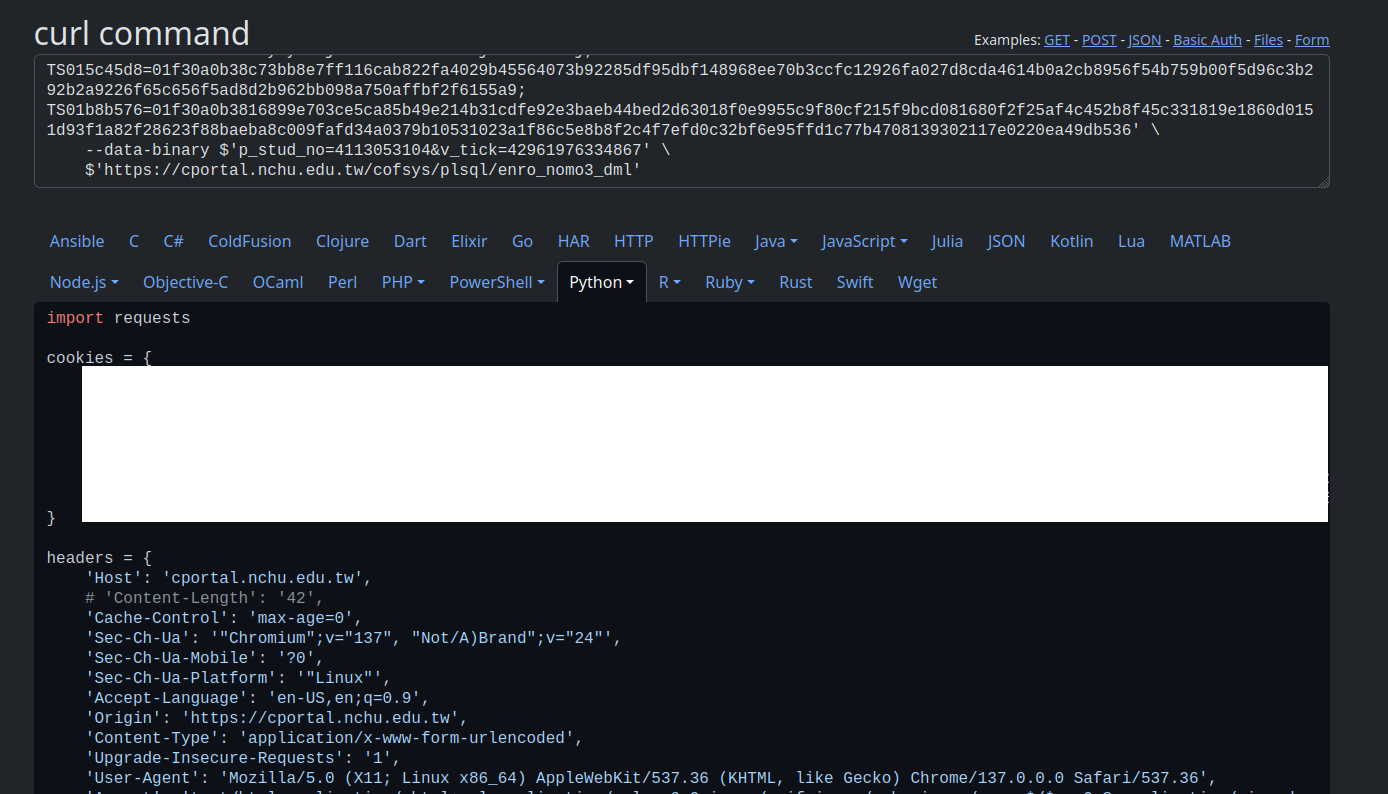 curl command
Examples: GET - POST - JSON - Basic Auth - Files - Form
TS015c45d8=01f30a0b38c73bb8e7ff116cab822fa4029b45564073b92285df95dbf148968ee70b3ccfc12926fa027d8cda4614b0a2cb8956f54b759b00f5d96c3b2
92b2a9226f65c656f5ad8d2b962bb098a750affbf2f6155a9;
TS01b8b576=01f30a0b3816899e703ce5ca85b49e214b31cdfe92e3baeb44bed2d63018f0e9955c9f80cf215f9bcd081680f2f25af4c452b8f45c331819e1860d015
1d93f1a82f28623f88baeba8c009fafd34a0379b10531023a1f86c5e8b8f2c4f7efd0c32bf6e95ffd1c77b4708139302117e0220ea49db536' \
    --data-binary $'p_stud_no=4113053104&v_tick=42961976334867' \
    $'https://cportal.nchu.edu.tw/cofsys/plsql/enro_nomo3_dml'
Ansible C C# ColdFusion Clojure Dart Elixir Go HAR HTTP HTTPie Java JavaScript Julia JSON Kotlin Lua MATLAB
Node.js Objective-C OCaml Perl PHP PowerShell Python R Ruby Rust Swift Wget
import requests
cookies = {
}
headers = {
    'Host': 'cportal.nchu.edu.tw',
    # 'Content-Length': '42',
    'Cache-Control': 'max-age=0',
    'Sec-Ch-Ua': '"Chromium";v="137", "Not/A)Brand";v="24"',
    'Sec-Ch-Ua-Mobile': '?0',
    'Sec-Ch-Ua-Platform': '"Linux"',
    'Accept-Language': 'en-US,en;q=0.9',
    'Origin': 'https://cportal.nchu.edu.tw',
    'Content-Type': 'application/x-www-form-urlencoded',
    'Upgrade-Insecure-Requests': '1',
    'User-Agent': 'Mozilla/5.0 (X11; Linux x86_64) AppleWebKit/537.36 (KHTML, like Gecko) Chrome/137.0.0.0 Safari/537.36',